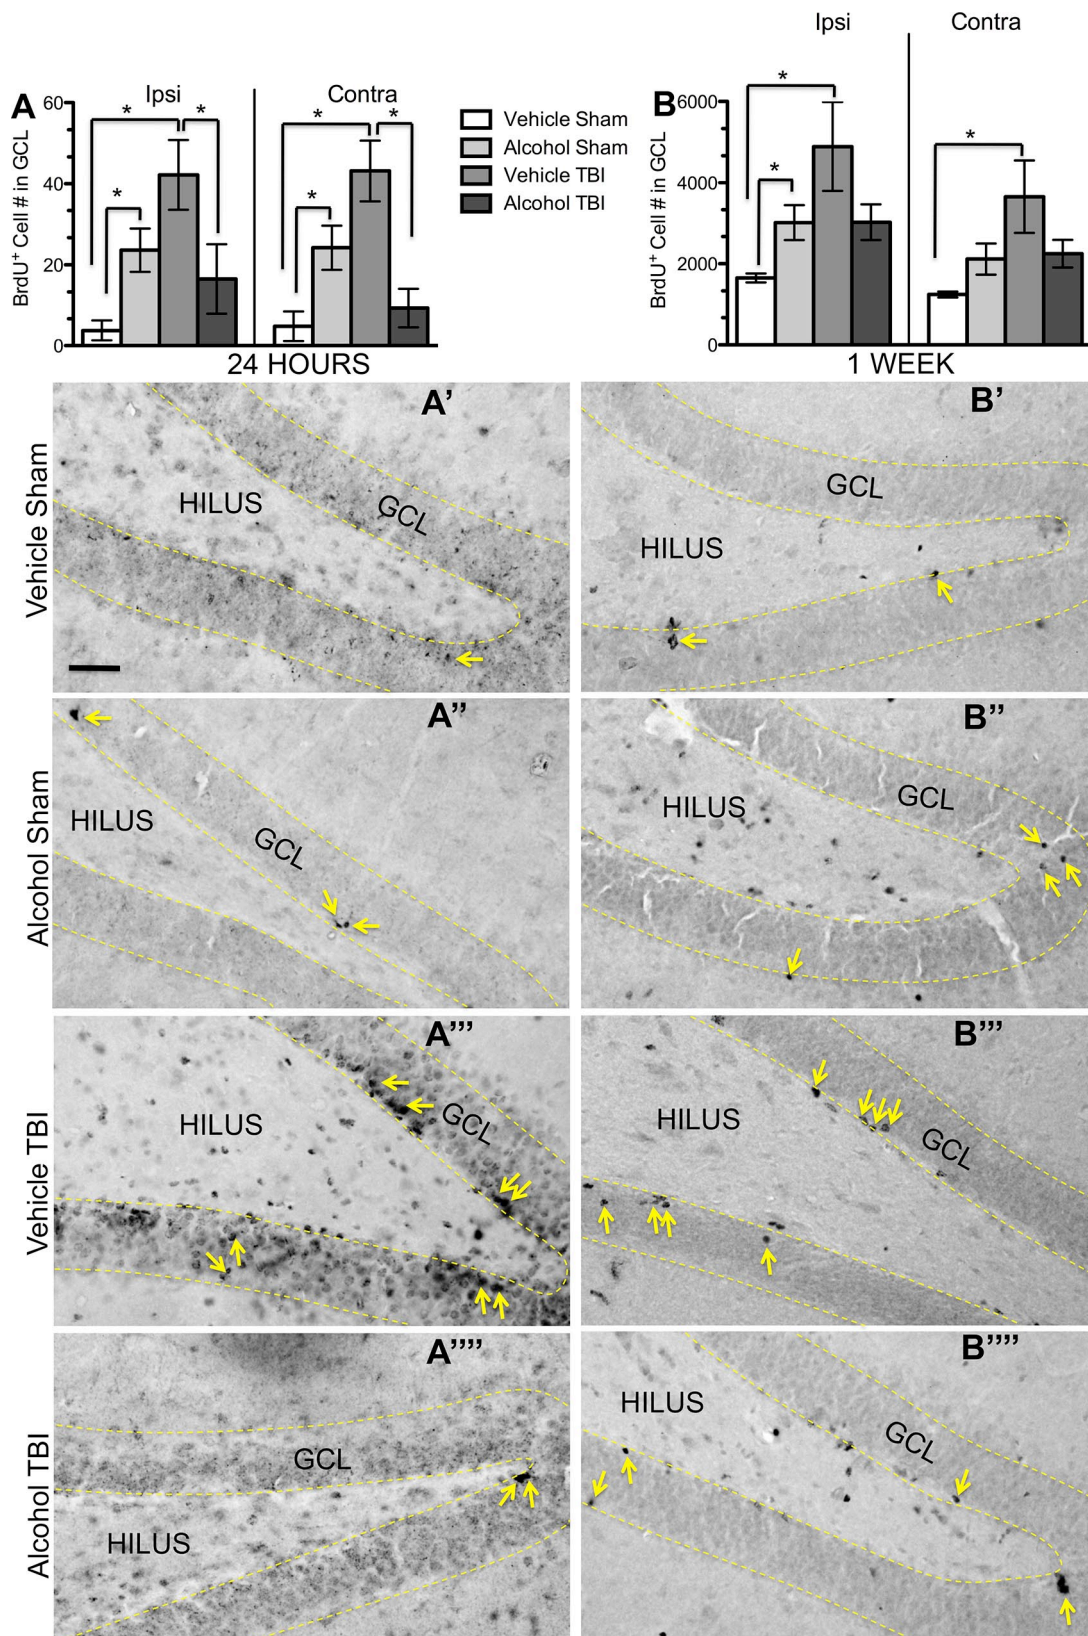 Ipsi Contra
A
Ipsi Contra
BrdU+ Cell # in GCL
60
40
20
0
24 HOURS
Vehicle Sham
Alcohol Sham
Vehicle TBI
Alcohol TBI
B
BrdU+ Cell # in GCL
6000
4000
2000
0
1 WEEK
* * * * * *
* * *
Vehicle Sham
A’
HILUS
GCL
B’
GCL
HILUS
Alcohol Sham
A’’
HILUS
GCL
B’’
HILUS
GCL
Vehicle TBI
A’’’
HILUS
GCL
B’’’
HILUS
GCL
Alcohol TBI
A’’’’
GCL
HILUS
B’’’’
HILUS
GCL